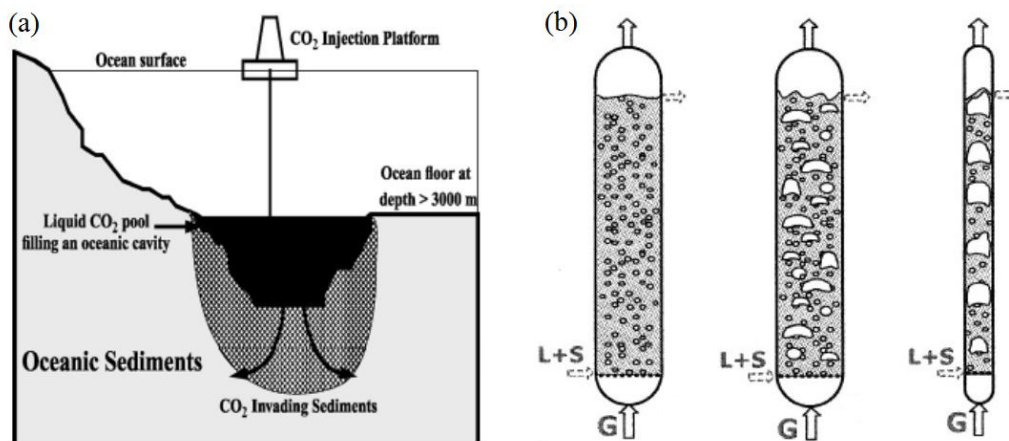 (a)
CO2 Injection Platform
Ocean surface
Ocean floor at
depth > 3000 m
Liquid CO2 pool
filling an oceanic cavity
Oceanic Sediments
CO2 Invading Sediments
(b)
L+S
G
L+S
G
L+S
G